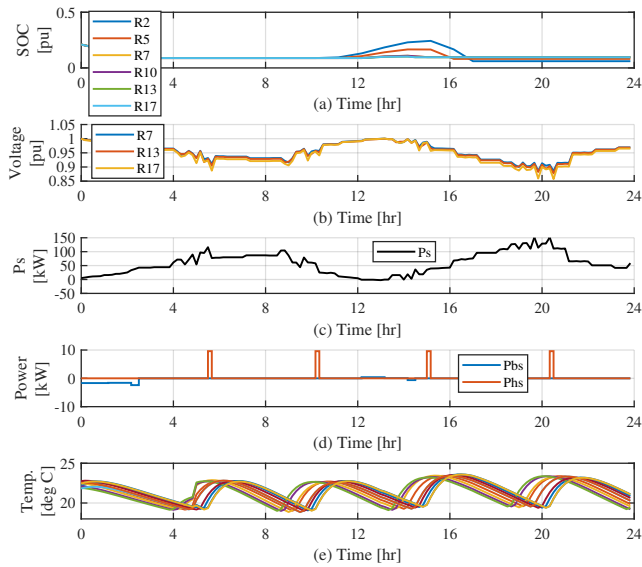 0.5
0
SOC
[pu]
R2
R5
R7
R10
R13
R17
0 4 8 12 16 20 24
(a) Time [hr]
1.05
1
0.95
0.9
0.85
Voltage
[pu]
R7
R13
R17
0 4 8 12 16 20 24
(b) Time [hr]
150
100
50
0
-50
Ps
[kW]
Ps
0 4 8 12 16 20 24
(c) Time [hr]
10
0
-10
Power
[kW]
Pbs
Phs
0 4 8 12 16 20 24
(d) Time [hr]
25
20
Temp.
[deg C]
0 4 8 12 16 20 24
(e) Time [hr]